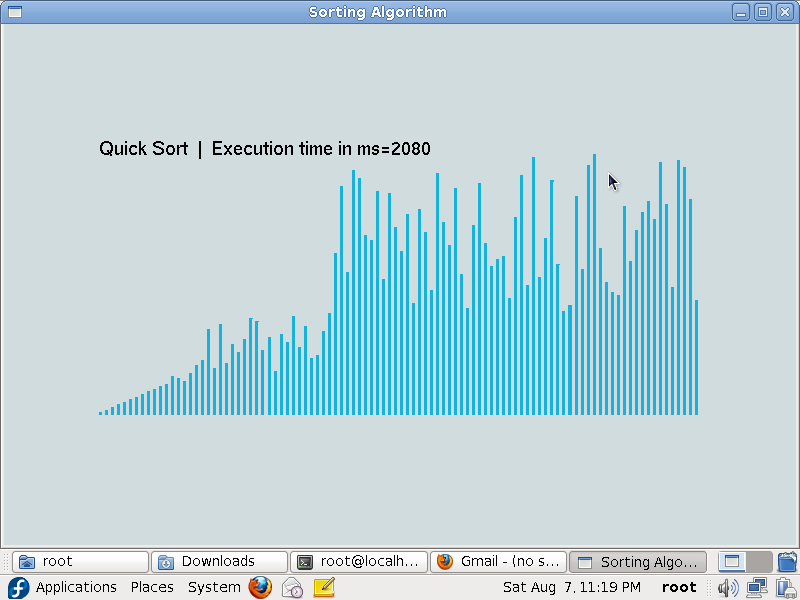 Sorting Algorithm
Quick Sort | Execution time in ms=2080
root
Downloads
root@localh...
Gmail - (no s...
Sorting Algo...
Applications Places System
Sat Aug 7, 11:19 PM
root